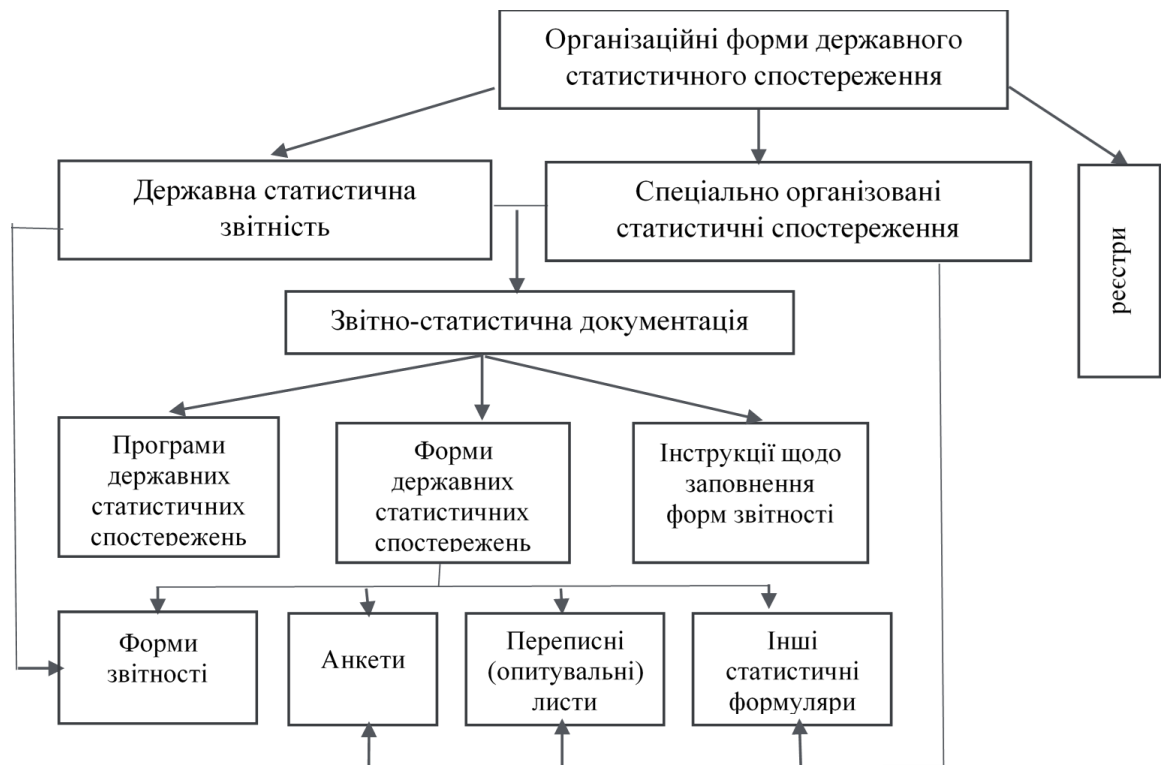 Організаційні форми державного
статистичного спостереження
Державна статистична
звітність
Спеціально організовані
статистичні спостереження
реєстри
Звітно-статистична документація
Програми
державних
статистичних
спостережень
Форми
державних
статистичних
спостережень
Інструкції щодо
заповнення
форм звітності
Форми
звітності
Анкети
Переписні
(опитувальні)
листи
Інші
статистичні
формуляри